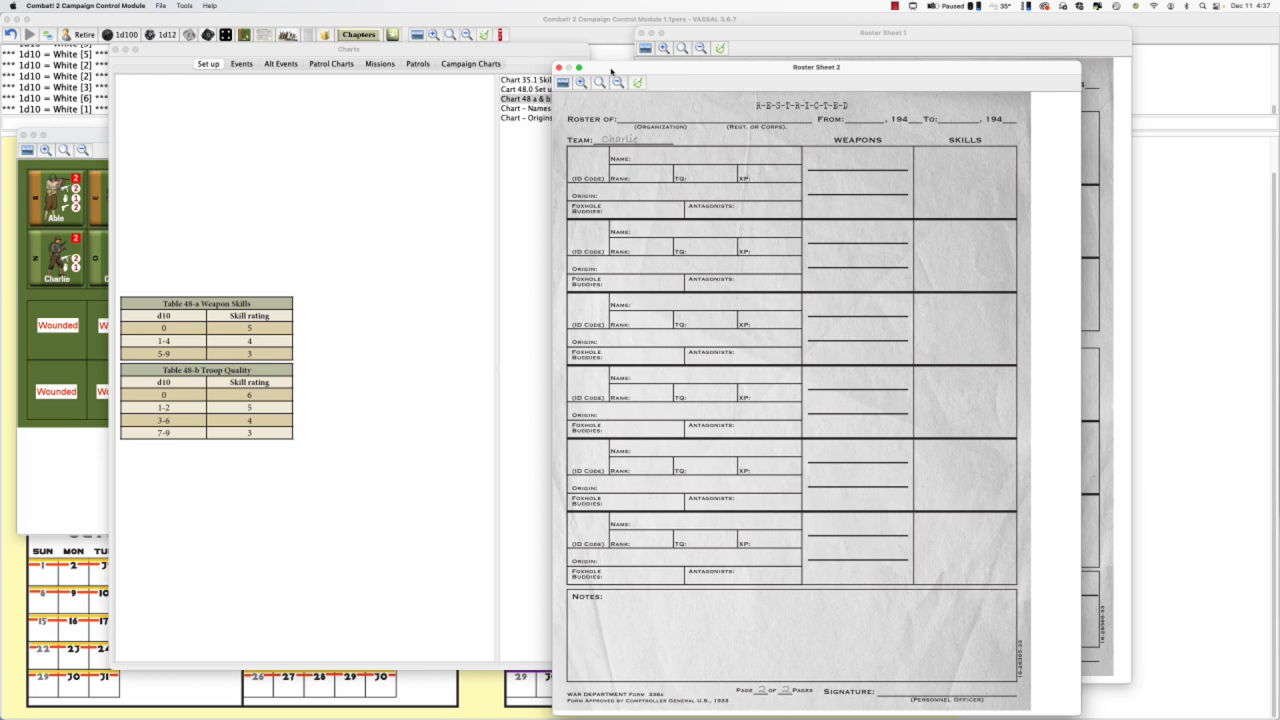 Combat! 2 Campaign Control Module File Tools Help Paused 35° Dec 11 4:37
Combat! 2 Campaign Control Module 1.1pers - VASSAL 3.6.7
Retire 1d100 1d12 Chapters
*** 1d10 = White [5] ***
*** 1d10 = White [2] ***
*** 1d10 = White [2] ***
*** 1d10 = White [3] ***
*** 1d10 = White [6] ***
*** 1d10 = White [1] ***
Charts
Set up Events Alt Events Patrol Charts Missions Patrols Campaign Charts
Chart 35.1 Skil
Cart 48.0 Set u
Chart 48 a & b
Chart - Names
Chart - Origins
Able
Charlie
Wounded
Wounded
Table 48-a Weapon Skills
d10 Skill rating
0 5
1-4 4
5-9 3
Table 48-b Troop Quality
d10 Skill rating
0 6
1-2 5
3-6 4
7-9 3
SUN MON TU
1 2
8 9 10
15 16 17
22 23 24
29 30 31
26 27 28 29 30
29 30
Roster Sheet 1
Roster Sheet 2
R-E-S-T-R-I-C-T-E-D
Roster of: From: , 194 To: , 194
(Organization) (Regt. or Corps).
Team: Charlie WEAPONS SKILLS
Name:
(ID Code) Rank: TQ: XP:
Origin:
Foxhole Buddies: Antagonists:
Name:
(ID Code) Rank: TQ: XP:
Origin:
Foxhole Buddies: Antagonists:
Name:
(ID Code) Rank: TQ: XP:
Origin:
Foxhole Buddies: Antagonists:
Name:
(ID Code) Rank: TQ: XP:
Origin:
Foxhole Buddies: Antagonists:
Name:
(ID Code) Rank: TQ: XP:
Origin:
Foxhole Buddies: Antagonists:
Name:
(ID Code) Rank: TQ: XP:
Origin:
Foxhole Buddies: Antagonists:
Notes:
War Department Form 336A
Form Approved by Comptroller General U.S., 1933
Page 2 of 2 Pages Signature:
(Personnel Officer)